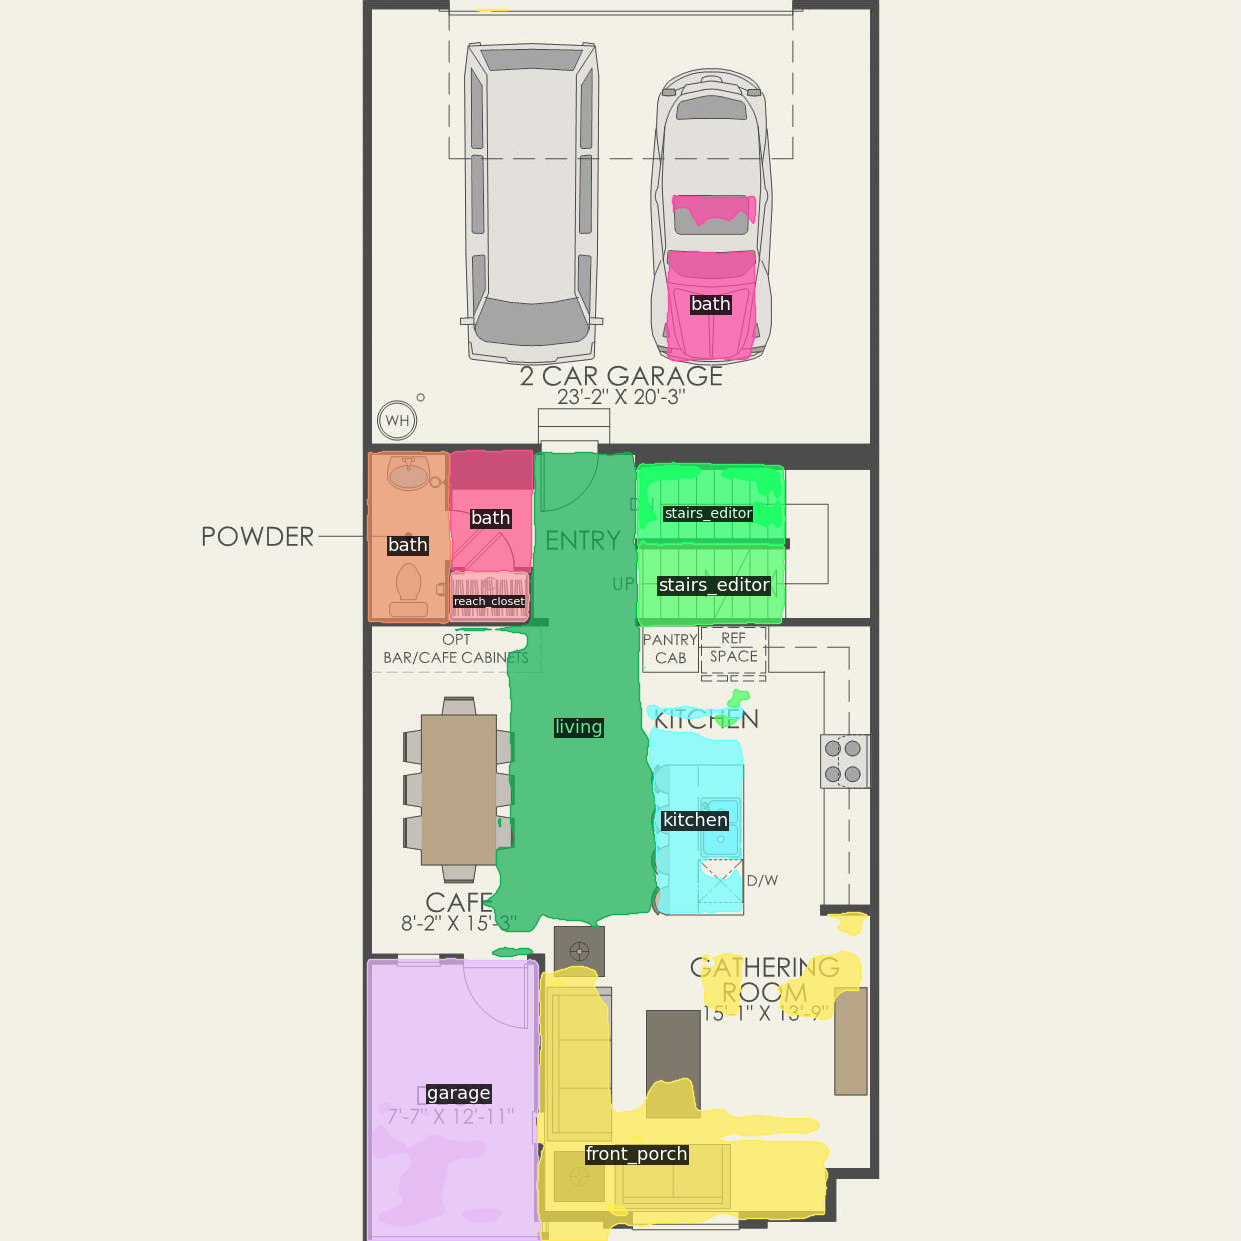 bath
2 CAR GARAGE
23'-2" X 20'-3"
WH
bath
stairs_editor
POWDER
bath
ENTRY
UP
stairs_editor
reach_closet
OPT
BAR/CAFE CABINETS
PANTRY
CAB
REF
SPACE
KITCHEN
living
kitchen
D/W
CAFE
8'-2" X 15'-3"
GATHERING
ROOM
15'-1" X 13'-9"
garage
7'-7" X 12'-11"
front_porch